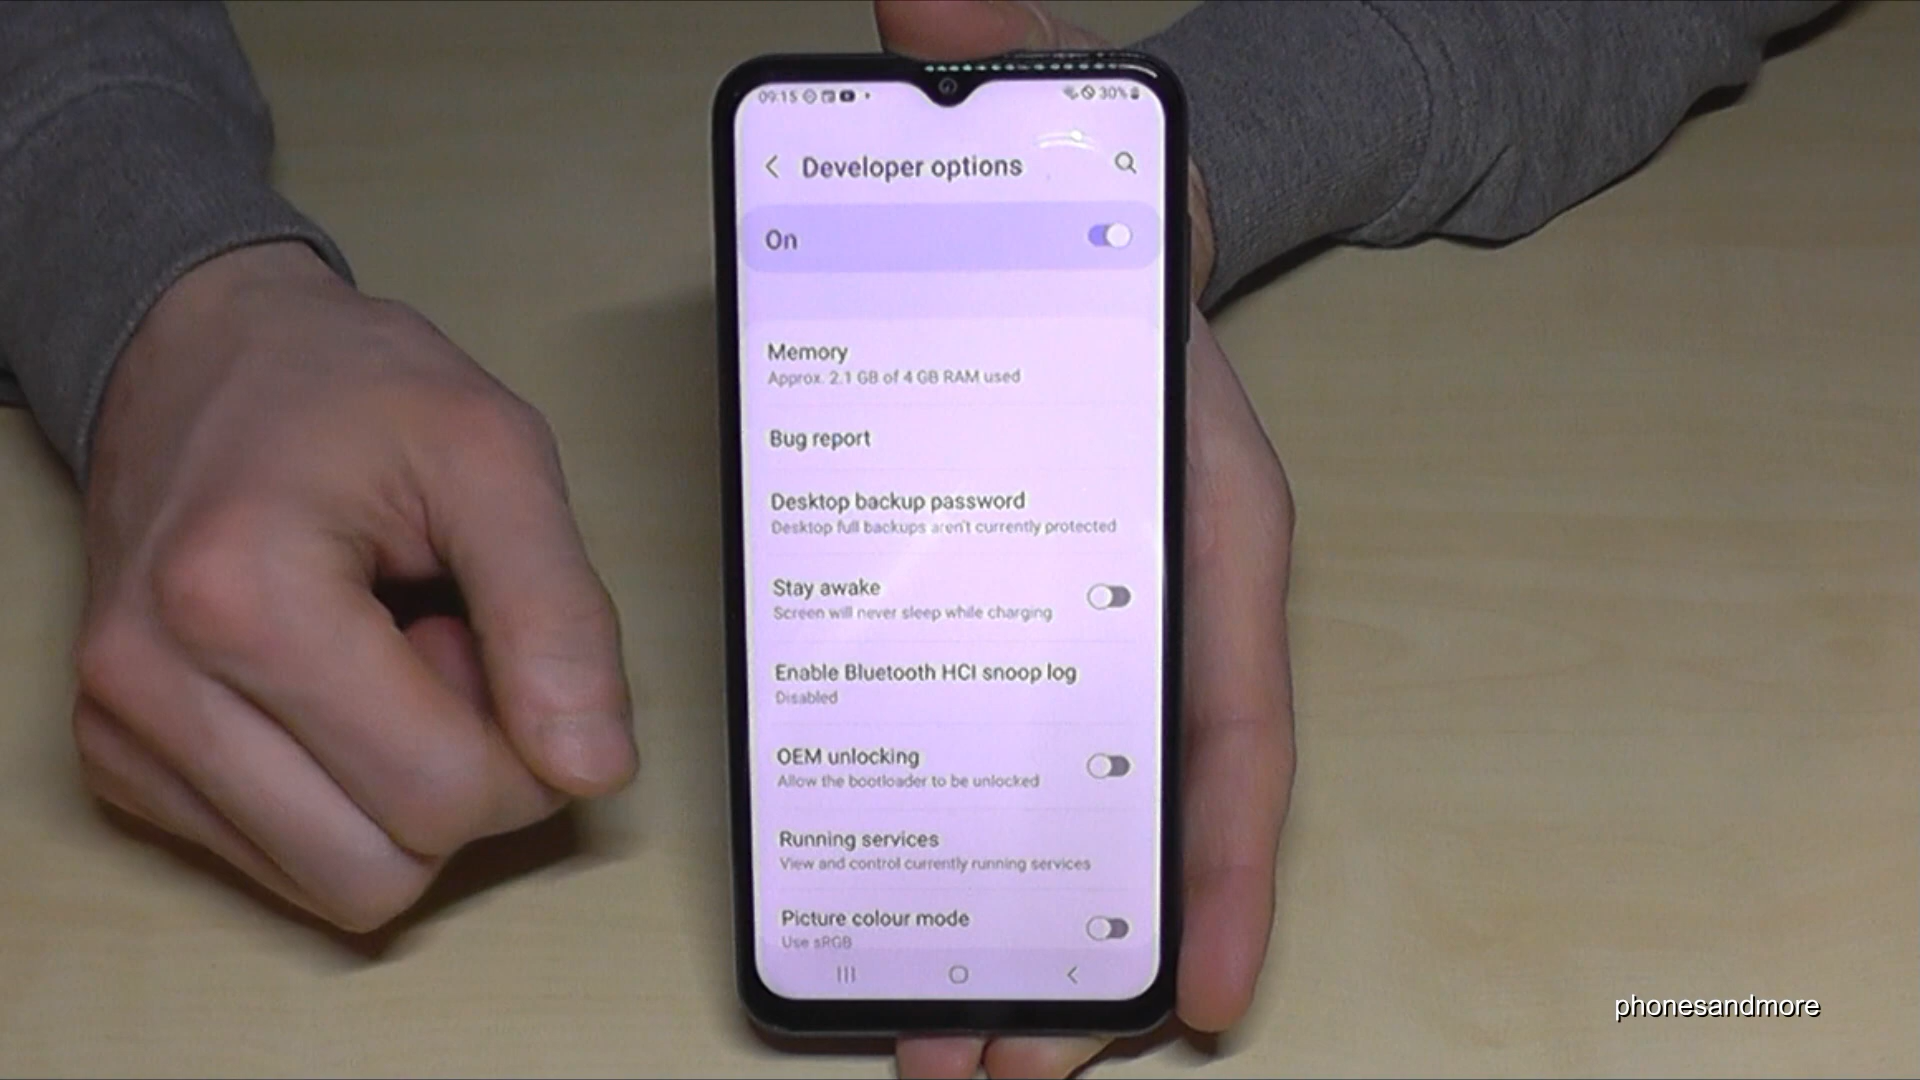 09:15 30%
Developer options
On
Memory
Approx. 2.1 GB of 4 GB RAM used
Bug report
Desktop backup password
Desktop full backups aren't currently protected
Stay awake
Screen will never sleep while charging
Enable Bluetooth HCI snoop log
Disabled
OEM unlocking
Allow the bootloader to be unlocked
Running services
View and control currently running services
Picture colour mode
Use sRGB
phonesandmore